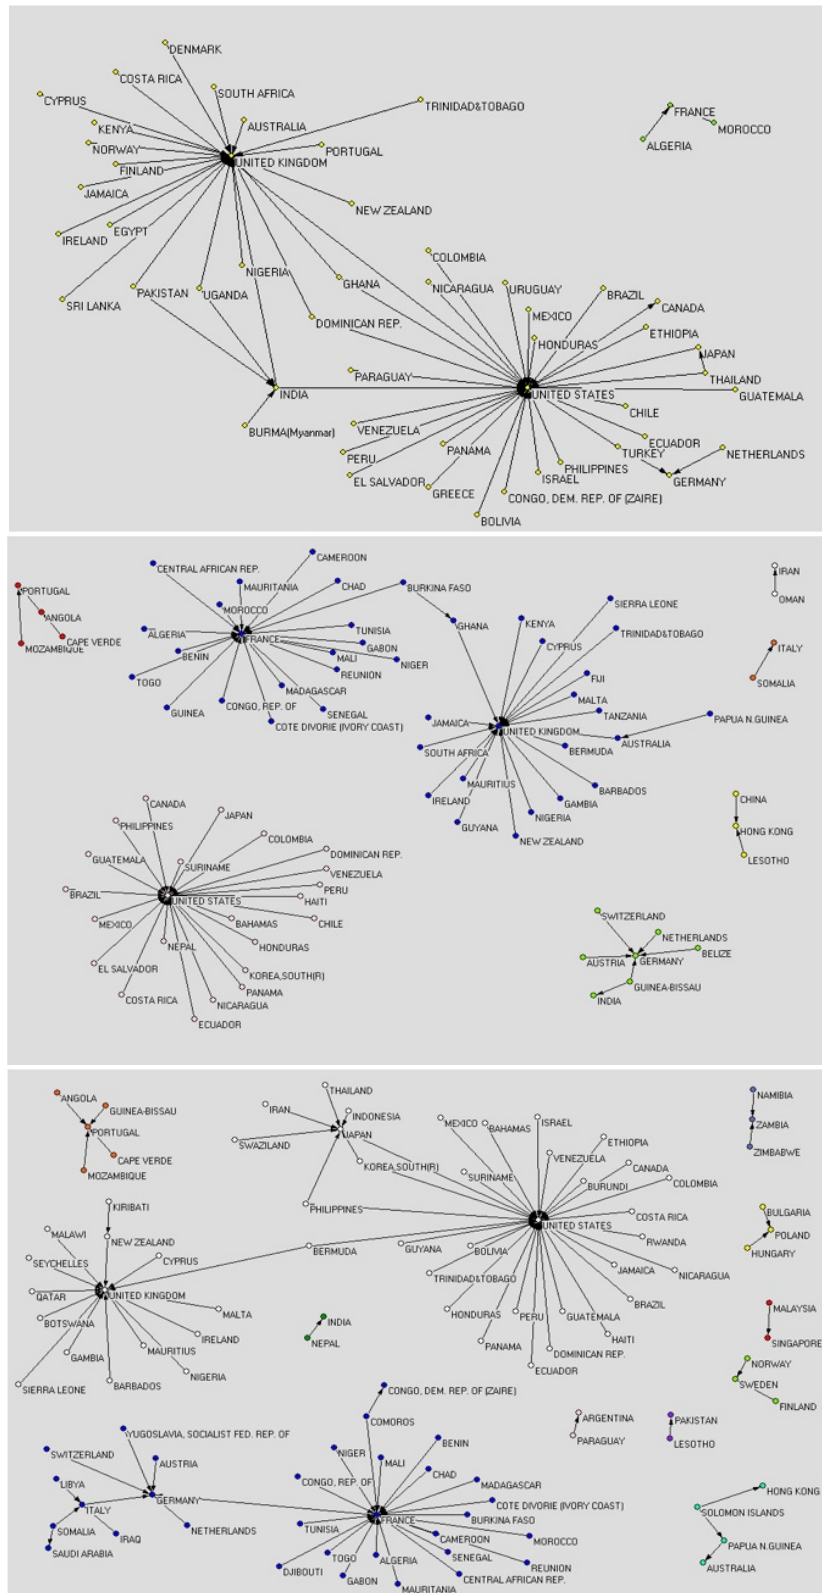 DENMARK
COSTA RICA
SOUTH AFRICA
CYPRUS
TRINIDAD&TOBAGO
FRANCE
KENYA
AUSTRALIA
MOROCCO
NORWAY
PORTUGAL
ALGERIA
UNITED KINGDOM
FINLAND
JAMAICA
NEW ZEALAND
EGYPT
IRELAND
COLOMBIA
NIGERIA
GHANA
NICARAGUA
URUGUAY
BRAZIL
SRI LANKA
PAKISTAN
UGANDA
CANADA
MEXICO
DOMINICAN REP.
ETHIOPIA
HONDURAS
JAPAN
PARAGUAY
THAILAND
INDIA
UNITED STATES
GUATEMALA
CHILE
BURMA(Myanmar)
VENEZUELA
ECUADOR
PANAMA
TURKEY
NETHERLANDS
PERU
PHILIPPINES
EL SALVADOR
ISRAEL
GERMANY
GREECE
CONGO, DEM. REP. OF (ZAIRE)
BOLIVIA
CAMEROON
CENTRAL AFRICAN REP.
IRAN
PORTUGAL
MAURITANIA
CHAD
BURKINA FASO
OMAN
MOROCCO
SIERRA LEONE
ANGOLA
GHANA
KENYA
ALGERIA
FRANCE
TUNISIA
TRINIDAD&TOBAGO
CAPE VERDE
CYPRUS
ITALY
MOZAMBIQUE
BENIN
MALI
GABON
NIGER
REUNION
FIJI
SOMALIA
TOGO
MADAGASCAR
MALTA
GUINEA
CONGO, REP. OF
SENEGAL
TANZANIA
COTE DIVORIE (IVORY COAST)
JAMAICA
UNITED KINGDOM
PAPUA N.GUINEA
AUSTRALIA
SOUTH AFRICA
BERMUDA
MAURITIUS
BARBADOS
IRELAND
GAMBIA
CHINA
CANADA
NIGERIA
JAPAN
GUYANA
PHILIPPINES
NEW ZEALAND
HONG KONG
COLOMBIA
GUATEMALA
DOMINICAN REP.
LESOTHO
SURINAME
VENEZUELA
PERU
BRAZIL
UNITED STATES
HAITI
SWITZERLAND
MEXICO
BAHAMAS
CHILE
NETHERLANDS
NEPAL
HONDURAS
BELIZE
AUSTRIA
GERMANY
EL SALVADOR
KOREA,SOUTH(R)
GUINEA-BISSAU
PANAMA
INDIA
COSTA RICA
NICARAGUA
ECUADOR
THAILAND
ANGOLA
NAMIBIA
GUINEA-BISSAU
IRAN
INDONESIA
MEXICO
BAHAMAS
ISRAEL
PORTUGAL
JAPAN
ZAMBIA
SWAZILAND
ETHIOPIA
ZIMBABWE
CAPE VERDE
KOREA,SOUTH(R)
VENEZUELA
CANADA
MOZAMBIQUE
SURINAME
BURUNDI
COLOMBIA
KIRIBATI
PHILIPPINES
BULGARIA
COSTA RICA
MALAWI
UNITED STATES
NEW ZEALAND
RWANDA
POLAND
BERMUDA
GUYANA
BOLIVIA
HUNGARY
SEYCHELLES
CYPRUS
JAMAICA
NICARAGUA
TRINIDAD&TOBAGO
QATAR
UNITED KINGDOM
BRAZIL
MALAYSIA
MALTA
INDIA
HONDURAS
PERU
GUATEMALA
BOTSWANA
IRELAND
NEPAL
HAITI
SINGAPORE
MAURITIUS
PANAMA
DOMINICAN REP.
NORWAY
GAMBIA
NIGERIA
ECUADOR
SIERRA LEONE
BARBADOS
CONGO, DEM. REP. OF (ZAIRE)
SWEDEN
FINLAND
COMOROS
ARGENTINA
PAKISTAN
YUGOSLAVIA, SOCIALIST FED. REP. OF
BENIN
PARAGUAY
LESOTHO
SWITZERLAND
NIGER
MALI
AUSTRIA
CHAD
CONGO, REP. OF
MADAGASCAR
LIBYA
HONG KONG
GERMANY
COTE DIVORIE (IVORY COAST)
SOLOMON ISLANDS
ITALY
FRANCE
BURKINA FASO
SOMALIA
NETHERLANDS
TUNISIA
CAMEROON
MOROCCO
IRAQ
PAPUA N.GUINEA
SAUDI ARABIA
TOGO
ALGERIA
SENEGAL
REUNION
DJIBOUTI
AUSTRALIA
GABON
CENTRAL AFRICAN REP.
MAURITANIA